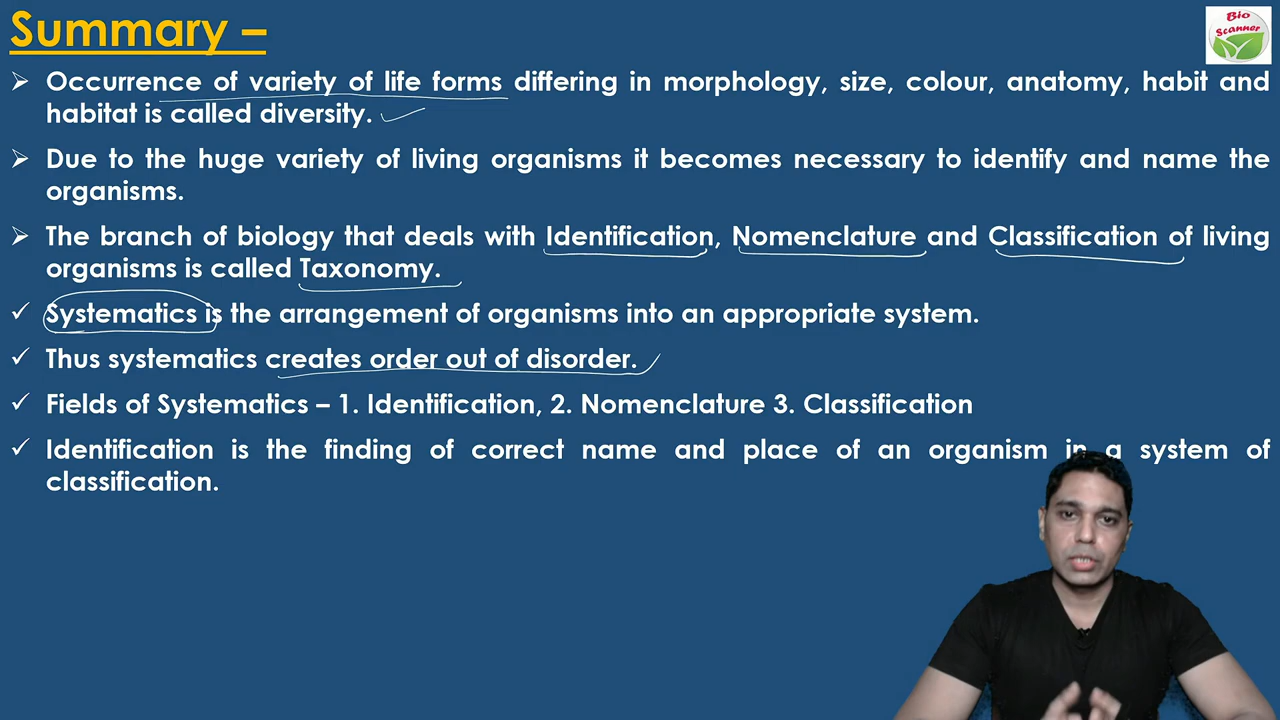 Summary –
Bio
Scanner
➢ Occurrence of variety of life forms differing in morphology, size, colour, anatomy, habit and
habitat is called diversity.
➢ Due to the huge variety of living organisms it becomes necessary to identify and name the
organisms.
➢ The branch of biology that deals with Identification, Nomenclature and Classification of living
organisms is called Taxonomy.
✓ Systematics is the arrangement of organisms into an appropriate system.
✓ Thus systematics creates order out of disorder.
✓ Fields of Systematics – 1. Identification, 2. Nomenclature 3. Classification
✓ Identification is the finding of correct name and place of an organism in a system of
classification.